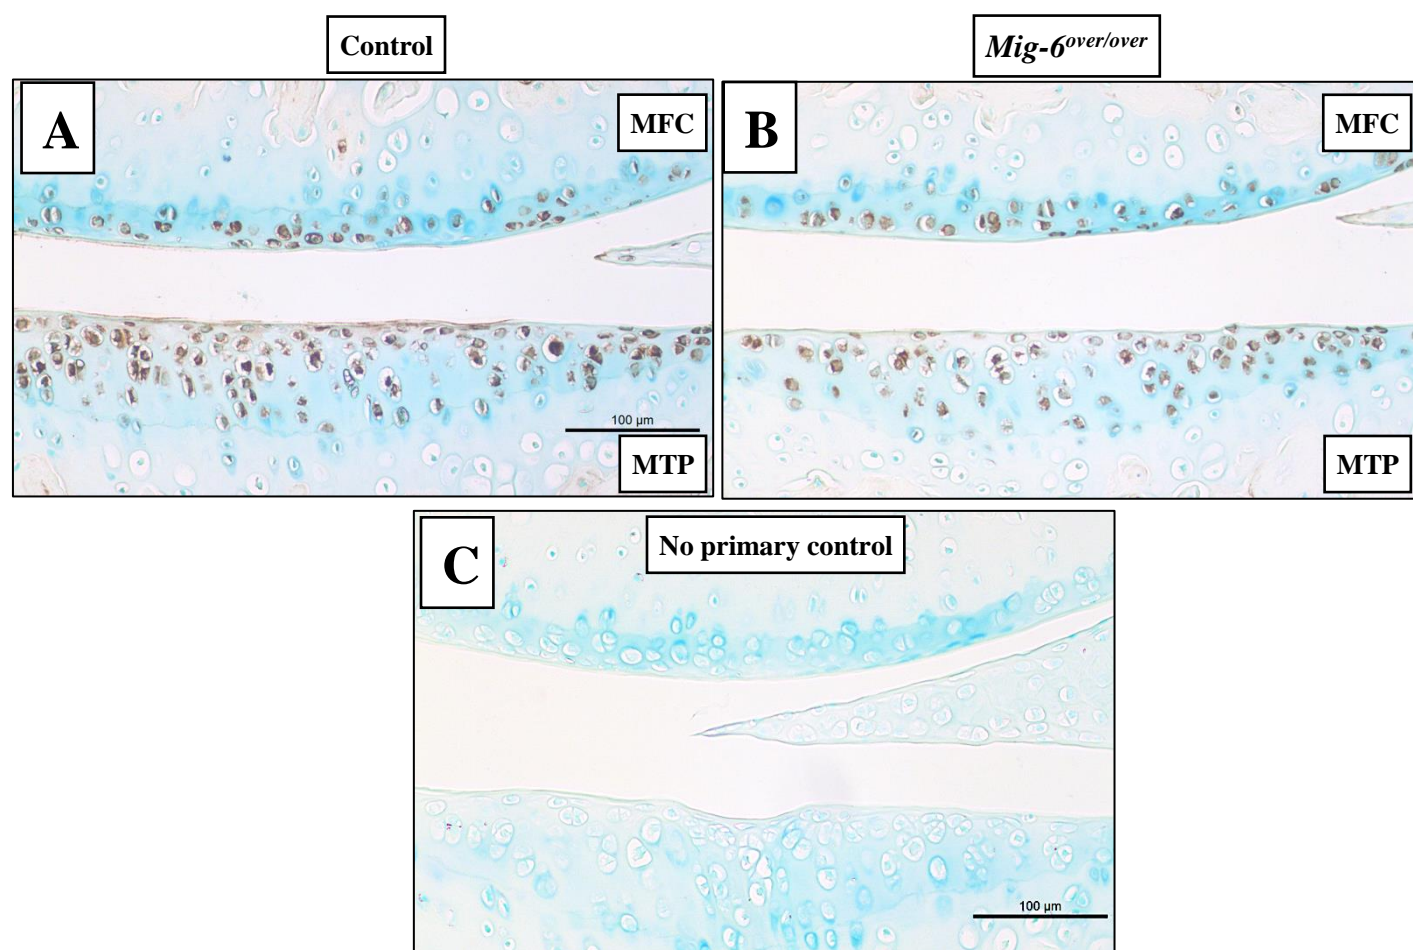 Control
Mig-6over/over
A
MFC
B
MFC
100 µm
MTP
MTP
C
No primary control
100 µm